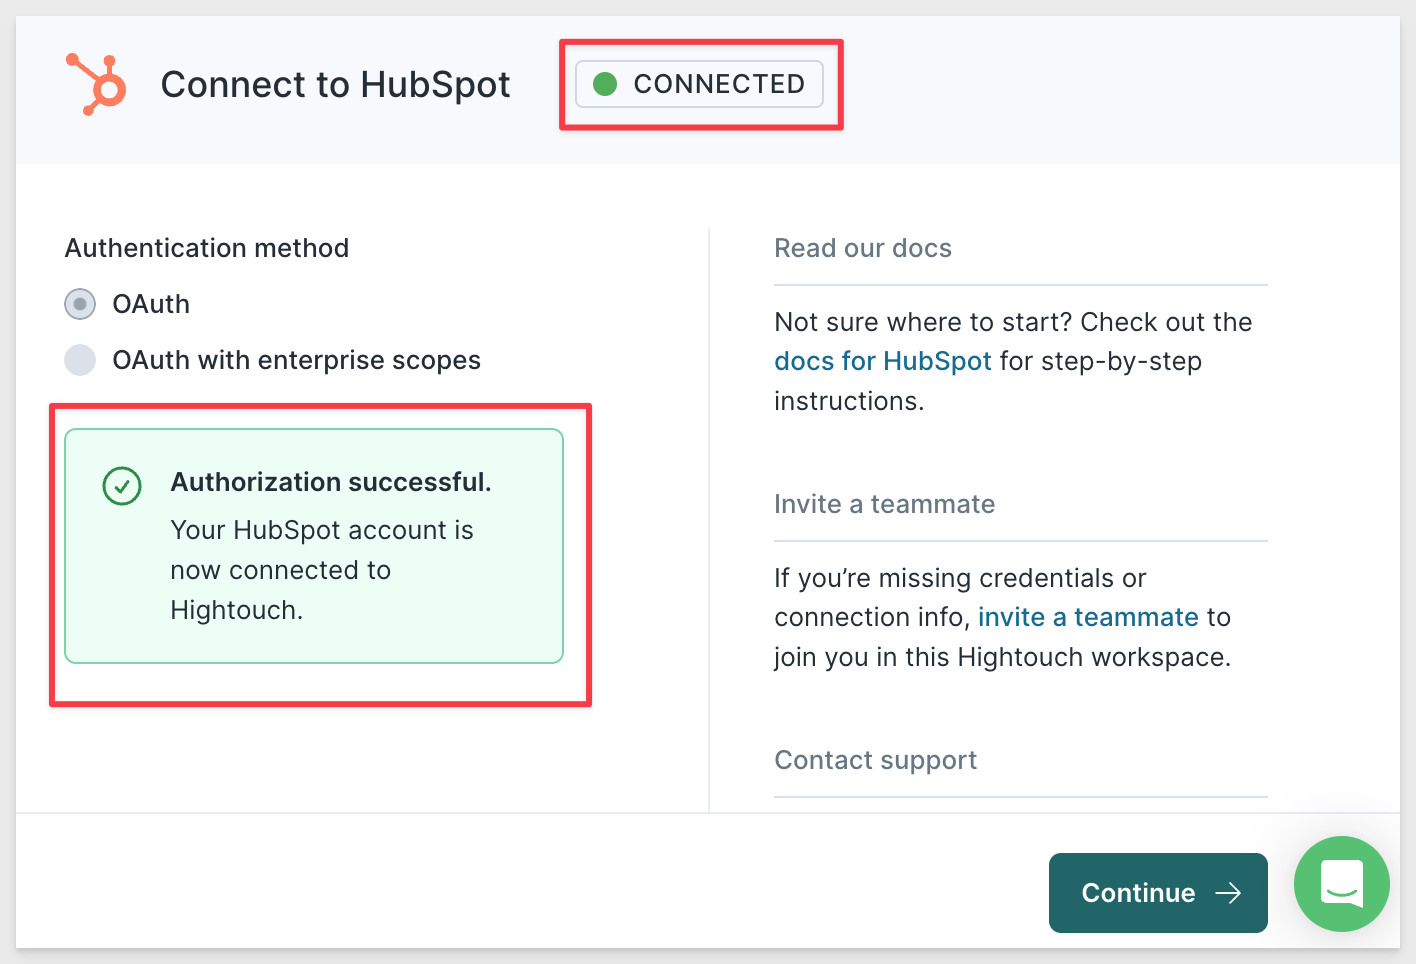 Connect to HubSpot
CONNECTED
Authentication method
OAuth
OAuth with enterprise scopes
Authorization successful.
Your HubSpot account is
now connected to
Hightouch.
Read our docs
Not sure where to start? Check out the
docs for HubSpot for step-by-step
instructions.
Invite a teammate
If you’re missing credentials or
connection info, invite a teammate to
join you in this Hightouch workspace.
Contact support
Continue